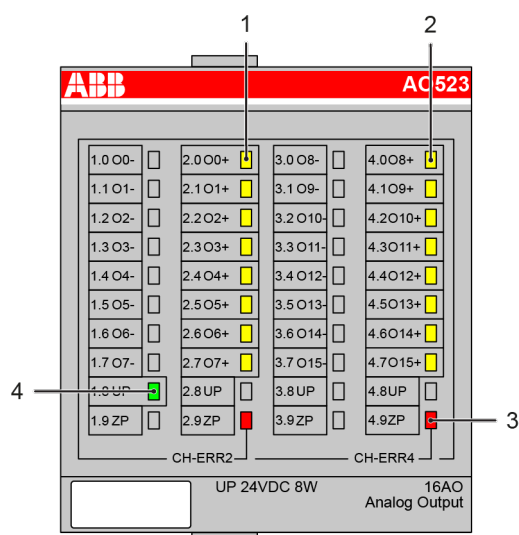 1 2
ABB AO523
1.0 O0- 2.0 O0+ 3.0 O8- 4.0 O8+
1.1 O1- 2.1 O1+ 3.1 O9- 4.1 O9+
1.2 O2- 2.2 O2+ 3.2 O10- 4.2 O10+
1.3 O3- 2.3 O3+ 3.3 O11- 4.3 O11+
1.4 O4- 2.4 O4+ 3.4 O12- 4.4 O12+
1.5 O5- 2.5 O5+ 3.5 O13- 4.5 O13+
1.6 O6- 2.6 O6+ 3.6 O14- 4.6 O14+
1.7 O7- 2.7 O7+ 3.7 O15- 4.7 O15+
4 1.8 UP 2.8 UP 3.8 UP 4.8 UP
1.9 ZP 2.9 ZP 3.9 ZP 4.9 ZP 3
CH-ERR2 CH-ERR4
UP 24VDC 8W 16AO
Analog Output